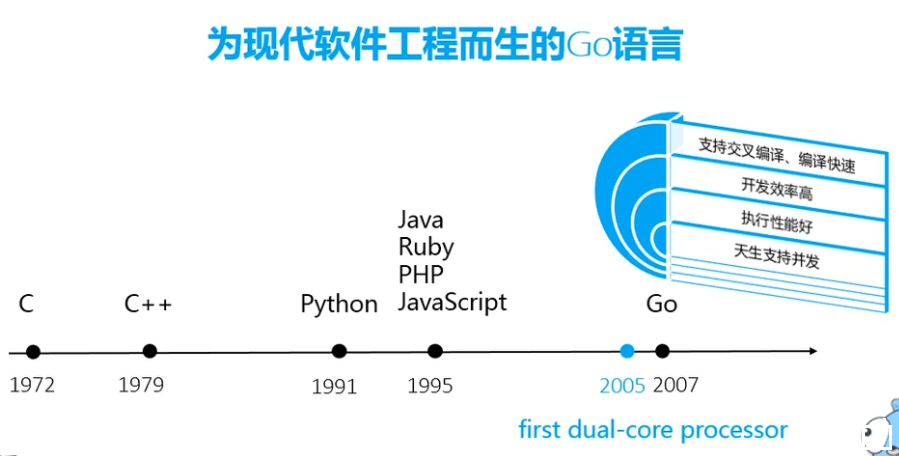 为现代软件工程而生的Go语言
支持交叉编译、编译快速
开发效率高
执行性能好
天生支持并发
Java
Ruby
PHP
JavaScript
C
C++
Python
Go
1972
1979
1991
1995
2005
2007
first dual-core processor